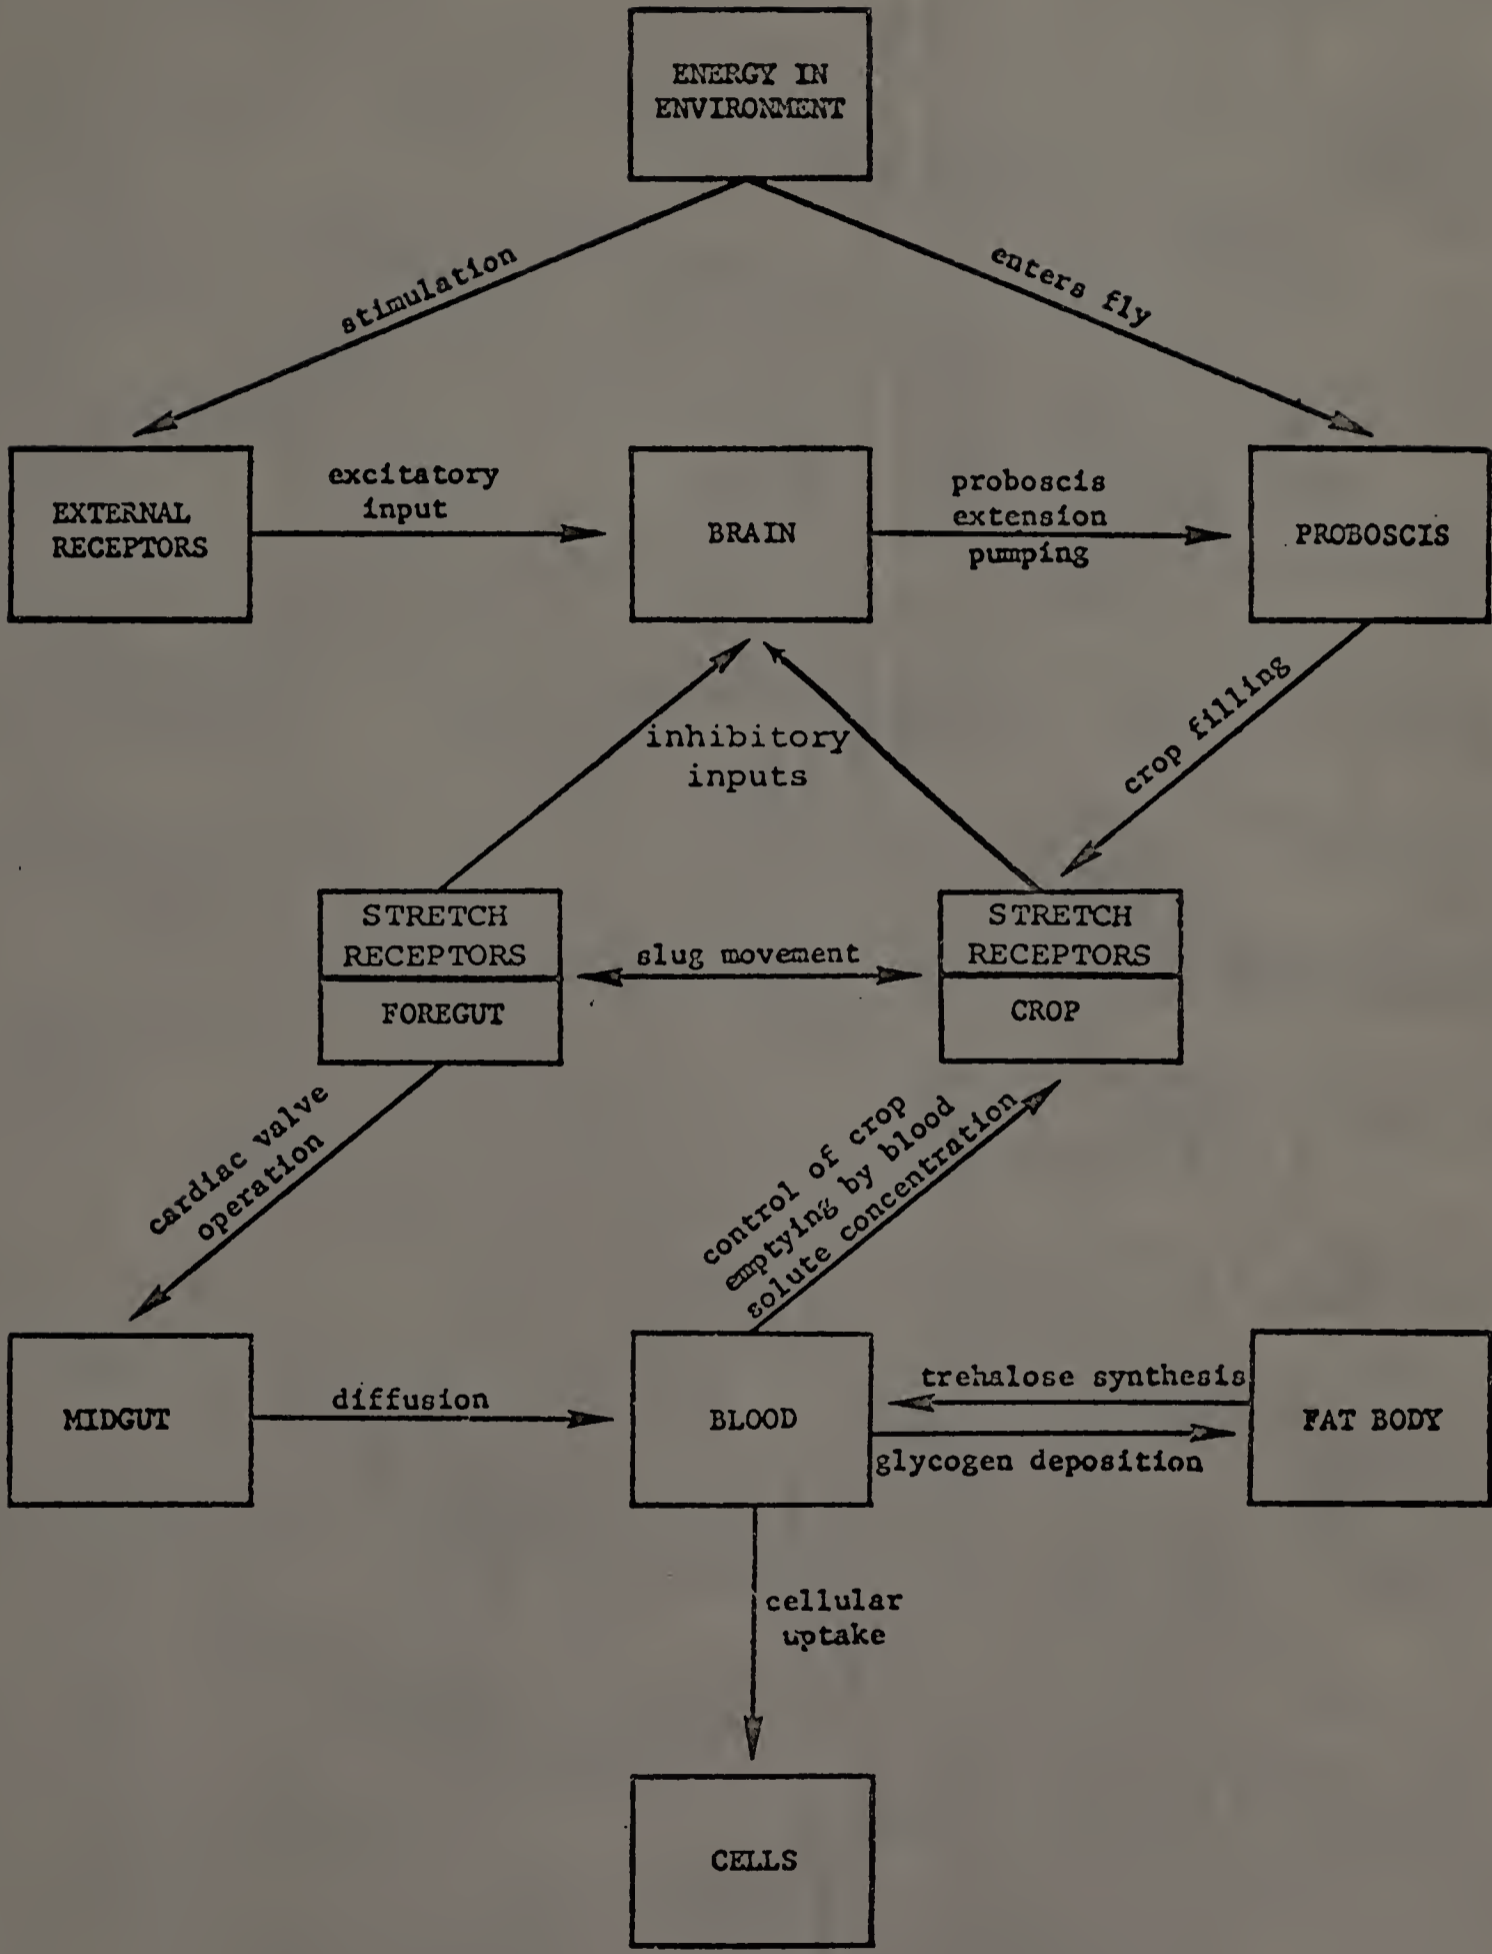 ENERGY IN
ENVIRONMENT
stimulation
enters fly
EXTERNAL
RECEPTORS
excitatory
input
BRAIN
proboscis
extension
pumping
PROBOSCIS
inhibitory
inputs
crop filling
STRETCH
RECEPTORS
FOREGUT
slug movement
STRETCH
RECEPTORS
CROP
cardiac valve
operation
control of crop
emptying by blood
solute concentration
MIDGUT
diffusion
BLOOD
trehalose synthesis
glycogen deposition
FAT BODY
cellular
uptake
CELLS